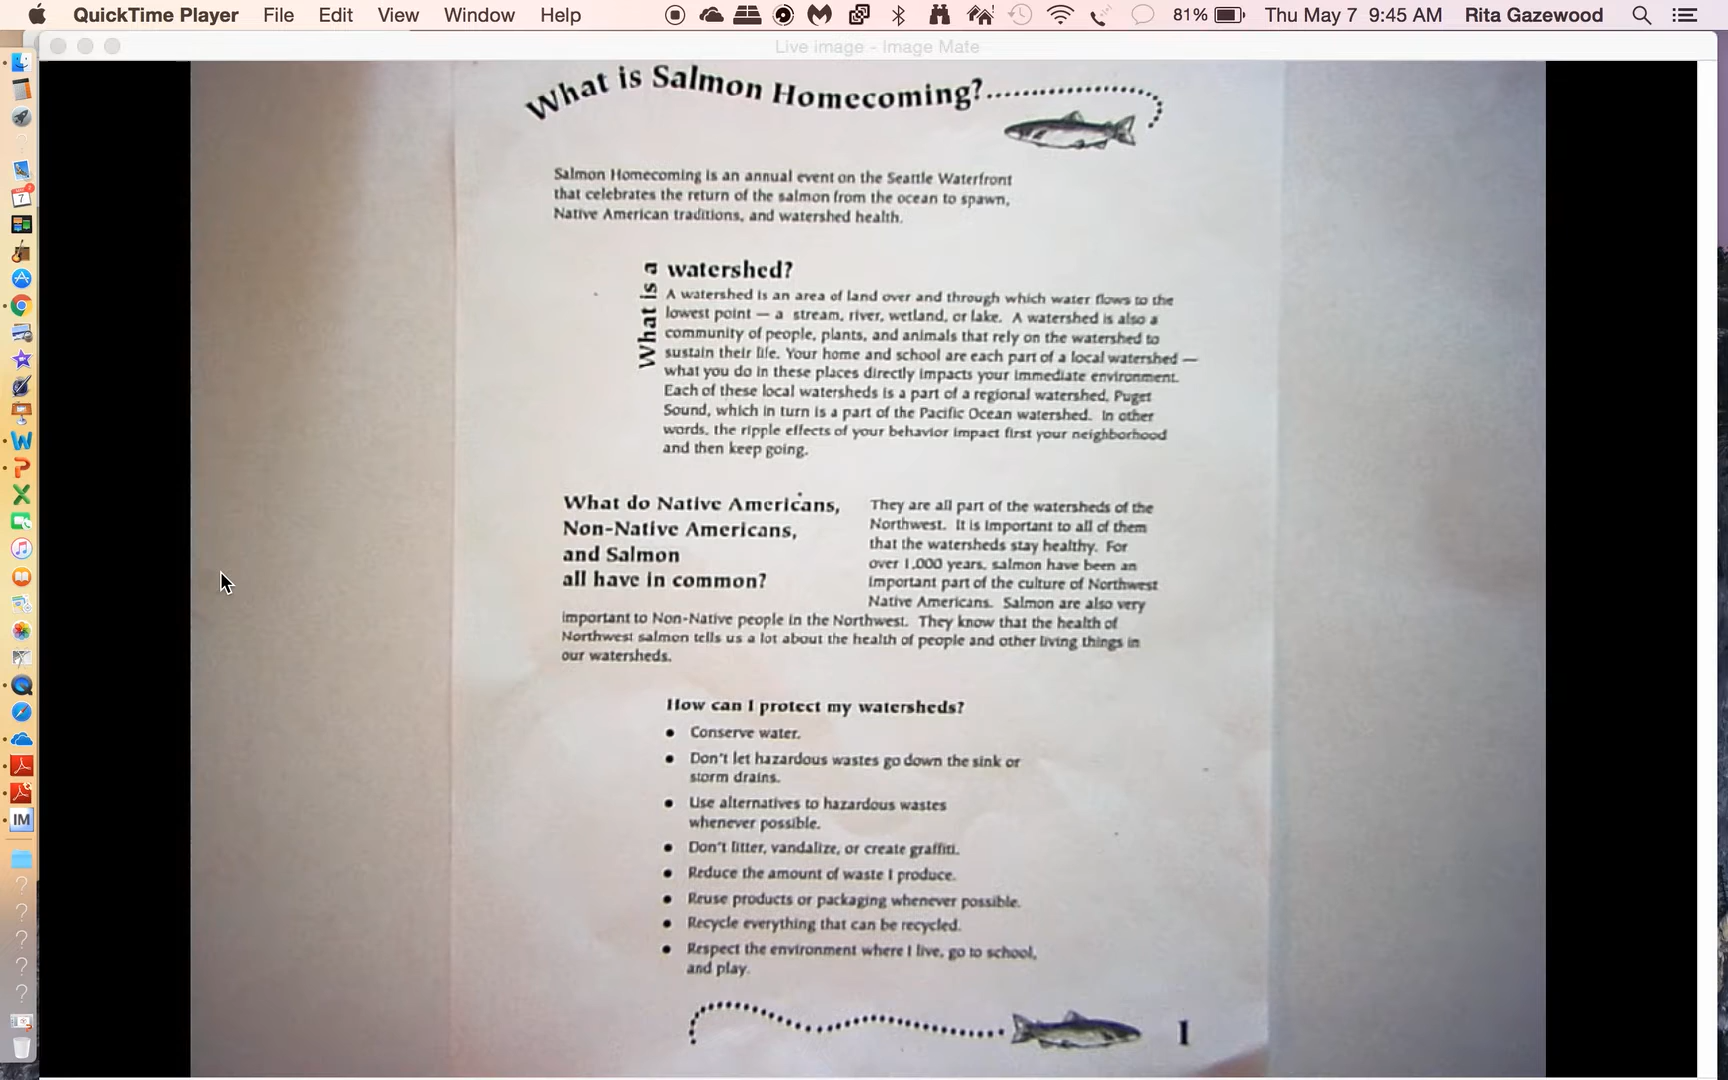 QuickTime Player File Edit View Window Help 81% Thu May 7 9:45 AM Rita Gazewood
Live image - Image Mate
What is Salmon Homecoming?
Salmon Homecoming is an annual event on the Seattle Waterfront
that celebrates the return of the salmon from the ocean to spawn,
Native American traditions, and watershed health.
What is a
watershed?
A watershed is an area of land over and through which water flows to the
lowest point — a stream, river, wetland, or lake. A watershed is also a
community of people, plants, and animals that rely on the watershed to
sustain their life. Your home and school are each part of a local watershed —
what you do in these places directly impacts your immediate environment.
Each of these local watersheds is a part of a regional watershed, Puget
Sound, which in turn is a part of the Pacific Ocean watershed. In other
words, the ripple effects of your behavior impact first your neighborhood
and then keep going.
What do Native Americans,
Non-Native Americans,
and Salmon
all have in common?
They are all part of the watersheds of the
Northwest. It is important to all of them
that the watersheds stay healthy. For
over 1,000 years, salmon have been an
important part of the culture of Northwest
Native Americans. Salmon are also very
important to Non-Native people in the Northwest. They know that the health of
Northwest salmon tells us a lot about the health of people and other living things in
our watersheds.
How can I protect my watersheds?
• Conserve water.
• Don't let hazardous wastes go down the sink or
storm drains.
• Use alternatives to hazardous wastes
whenever possible.
• Don't litter, vandalize, or create graffiti.
• Reduce the amount of waste I produce.
• Reuse products or packaging whenever possible.
• Recycle everything that can be recycled.
• Respect the environment where I live, go to school,
and play.
1
7
W
P
X
IM